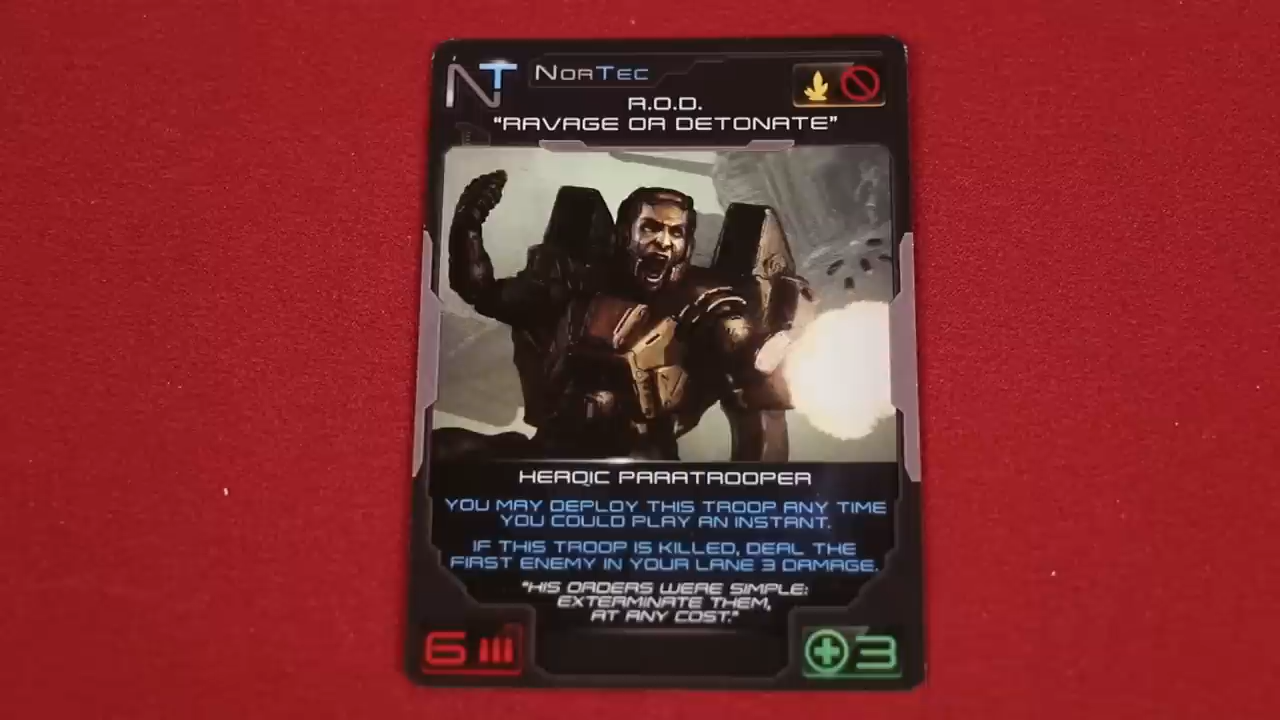 NT NorTec
R.O.D.
"RAVAGE OR DETONATE"
HEROIC PARATROOPER
YOU MAY DEPLOY THIS TROOP ANY TIME
YOU COULD PLAY AN INSTANT.
IF THIS TROOP IS KILLED, DEAL THE
FIRST ENEMY IN YOUR LANE 3 DAMAGE.
"HIS ORDERS WERE SIMPLE:
EXTERMINATE THEM,
AT ANY COST."
6
3